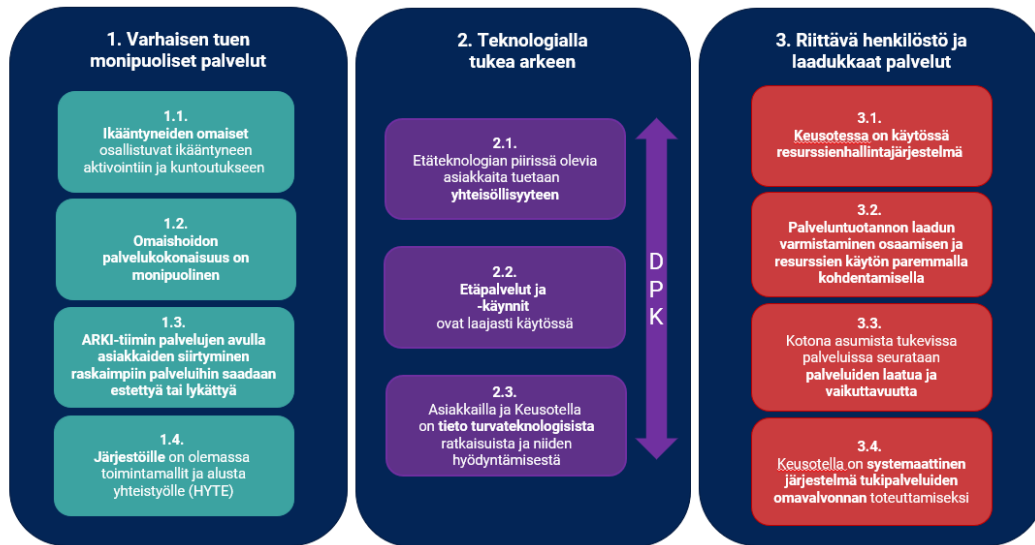 1. Varhaisen tuen
monipuoliset palvelut
1.1.
Ikääntyneiden omaiset
osallistuvat ikääntyneen
aktivointiin ja kuntoutukseen
1.2.
Omaishoidon
palvelukokonaisuus on
monipuolinen
1.3.
ARKI-tiimin palvelujen avulla
asiakkaiden siirtyminen
raskaimpiin palveluihin saadaan
estettyä tai lykättyä
1.4.
Järjestöille on olemassa
toimintamallit ja alusta
yhteistyölle (HYTE)
2. Teknologialla
tukea arkeen
2.1.
Etäteknologian piirissä olevia
asiakkaita tuetaan
yhteisöllisyyteen
2.2.
Etäpalvelut ja
-käynnit
ovat laajasti käytössä
2.3.
Asiakkailla ja Keusotella
on tieto turvateknologisista
ratkaisuista ja niiden
hyödyntämisestä
D
P
K
3. Riittävä henkilöstö ja
laadukkaat palvelut
3.1.
Keusotessa on käytössä
resurssienhallintajärjestelmä
3.2.
Palveluntuotannon laadun
varmistaminen osaamisen ja
resurssien käytön paremmalla
kohdentamisella
3.3.
Kotona asumista tukevissa
palveluissa seurataan
palveluiden laatua ja
vaikuttavuutta
3.4.
Keusotella on systemaattinen
järjestelmä tukipalveluiden
omavalvonnan toteuttamiseksi